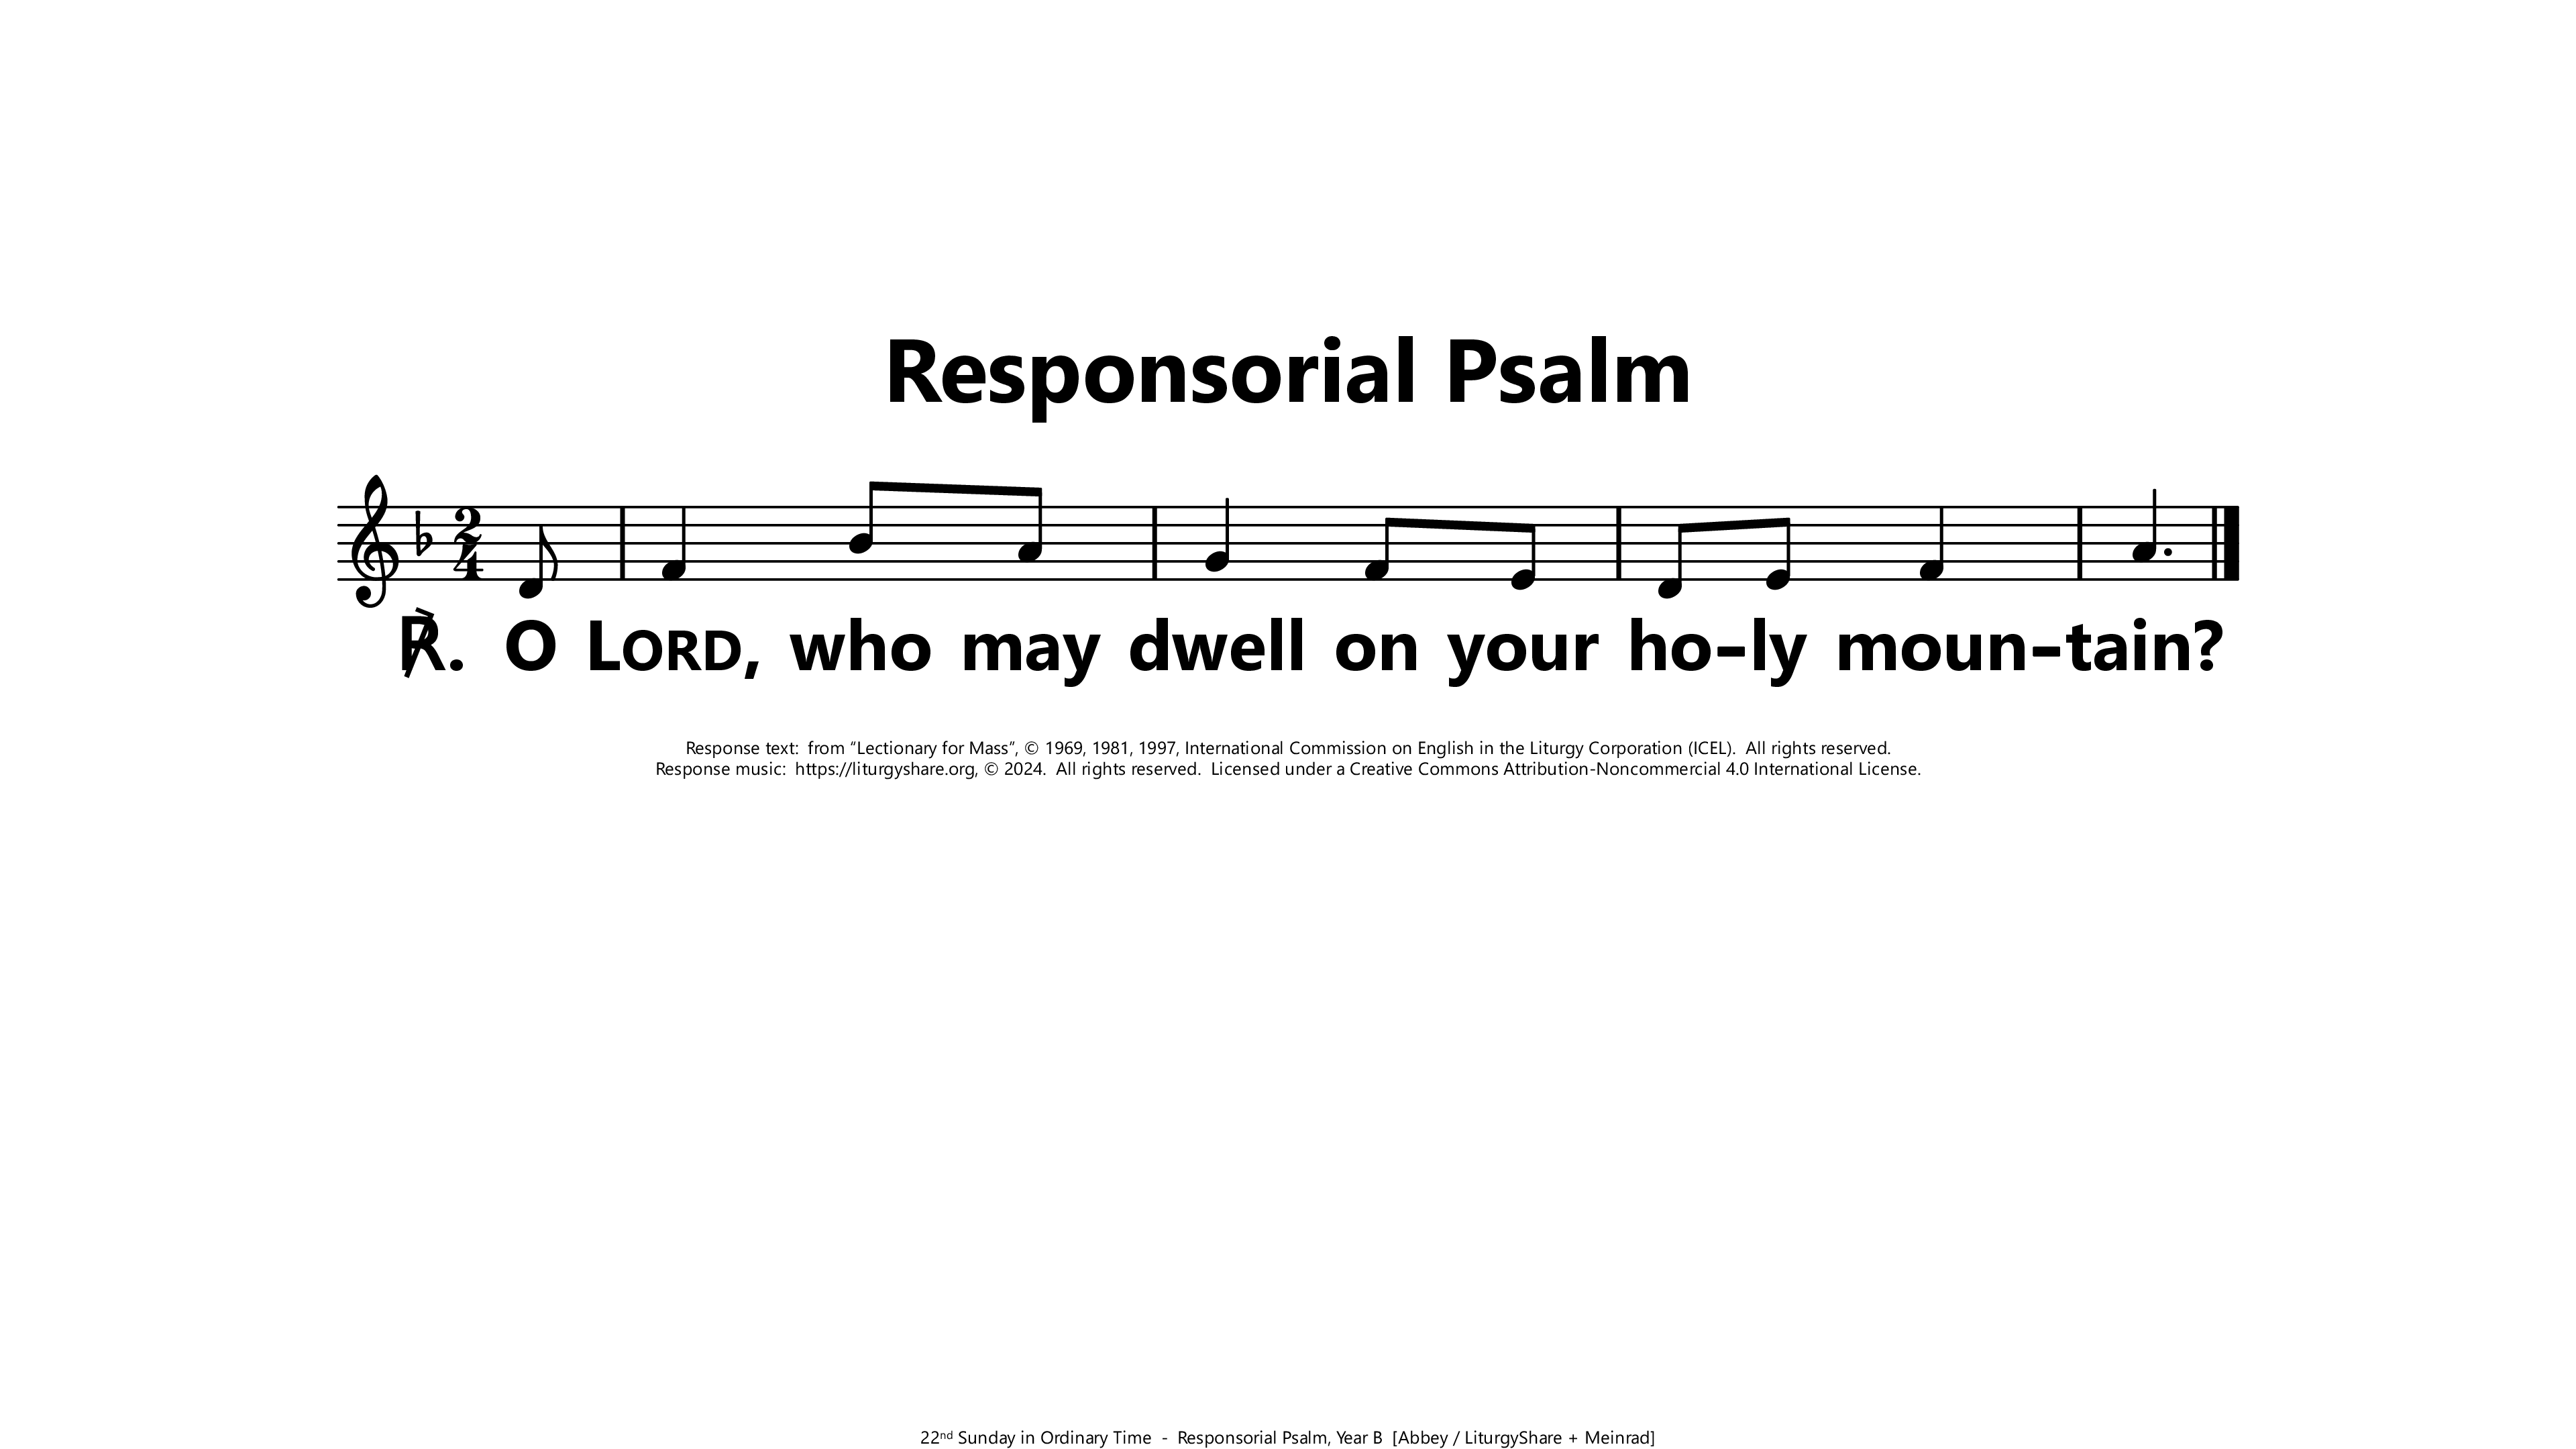 Responsorial Psalm
2
4
℟. O LORD, who may dwell on your ho-ly moun-tain?
Response text: from “Lectionary for Mass”, © 1969, 1981, 1997, International Commission on English in the Liturgy Corporation (ICEL). All rights reserved.
Response music: https://liturgyshare.org, © 2024. All rights reserved. Licensed under a Creative Commons Attribution-Noncommercial 4.0 International License.
22nd Sunday in Ordinary Time - Responsorial Psalm, Year B [Abbey / LiturgyShare + Meinrad]